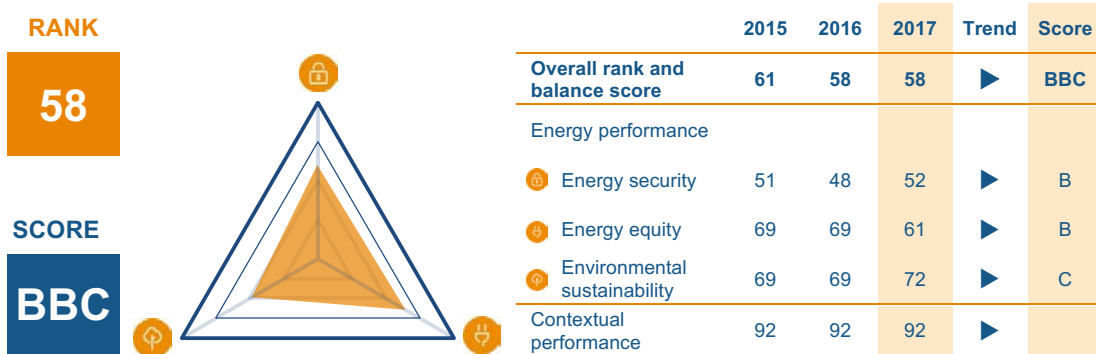 RANK
58
SCORE
BBC
2015 2016 2017 Trend Score
Overall rank and
balance score 61 58 58 BBC
Energy performance
Energy security 51 48 52 B
Energy equity 69 69 61 B
Environmental
sustainability 69 69 72 C
Contextual
performance 92 92 92